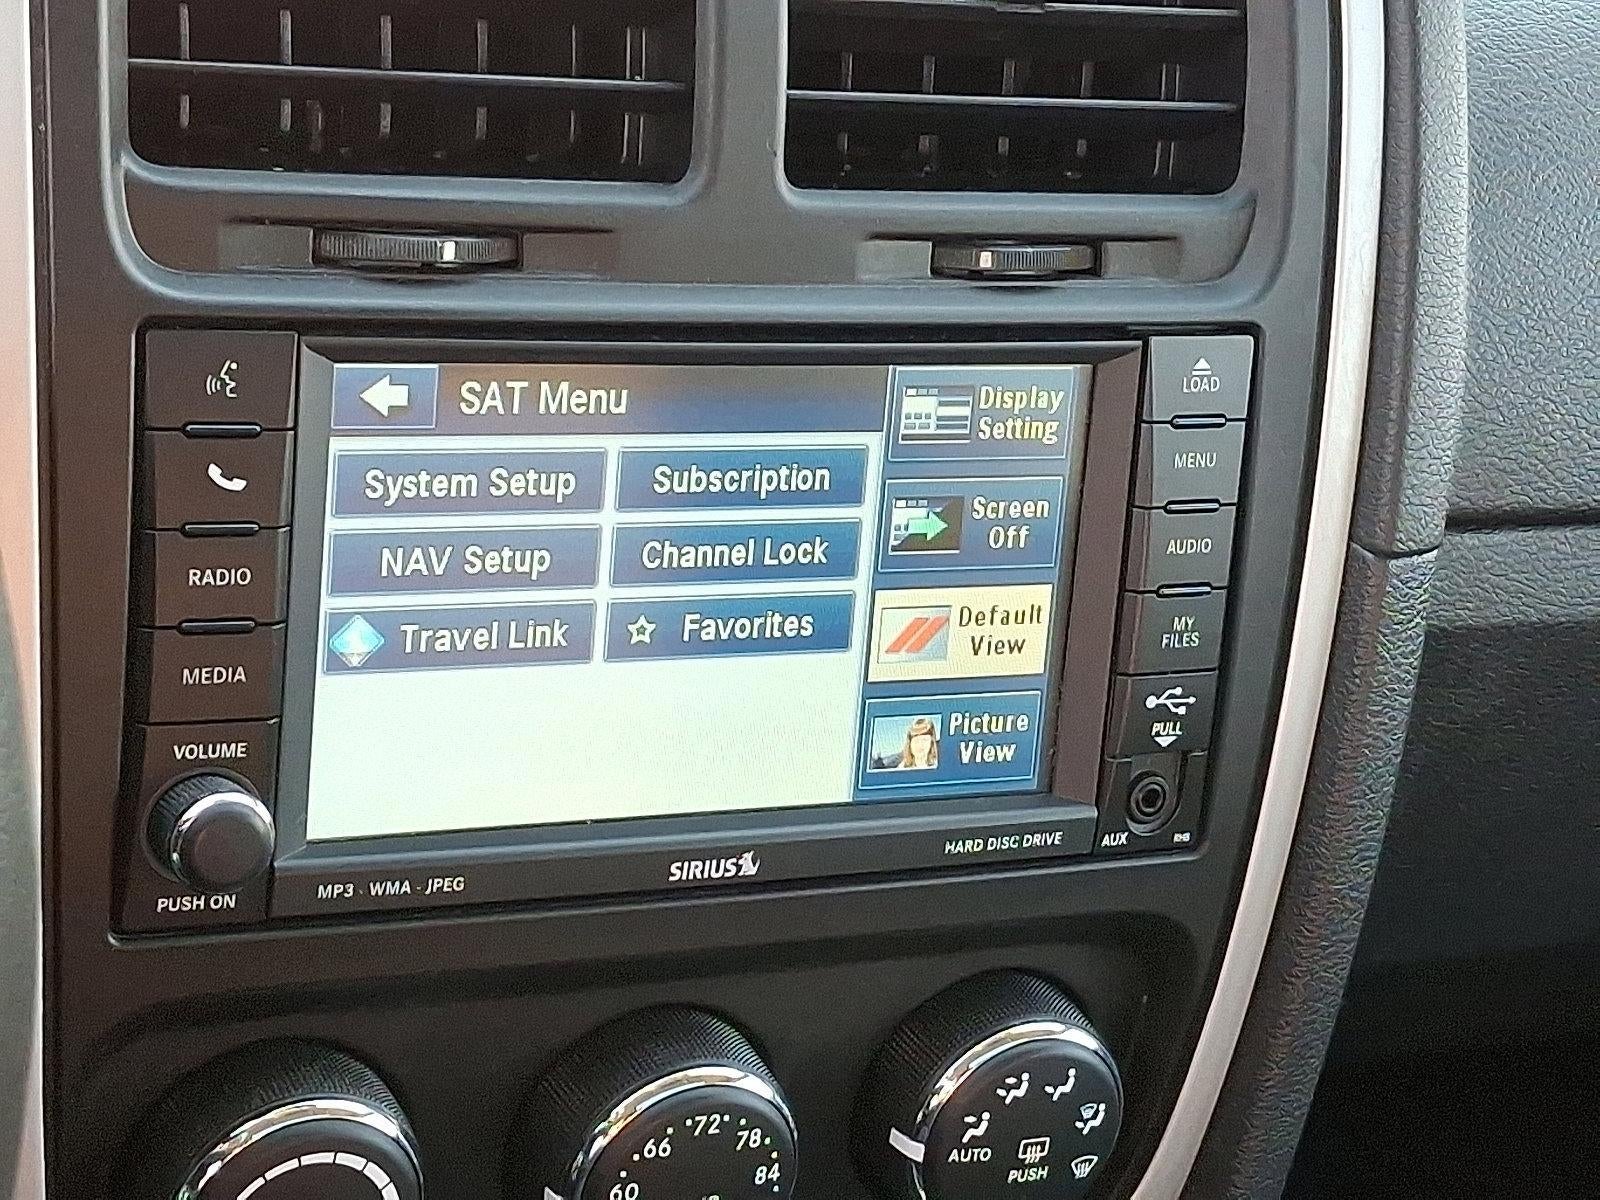 LOAD
SAT Menu
Display
Setting
System Setup
Subscription
MENU
Screen
Off
NAV Setup
Channel Lock
AUDIO
RADIO
Travel Link
Favorites
Default
View
MY
FILES
MEDIA
Picture
View
PULL
VOLUME
PUSH ON
MP3 - WMA - JPEG
SIRIUS
HARD DISC DRIVE
AUX
RHB
60
66
72
78
84
AUTO
PUSH